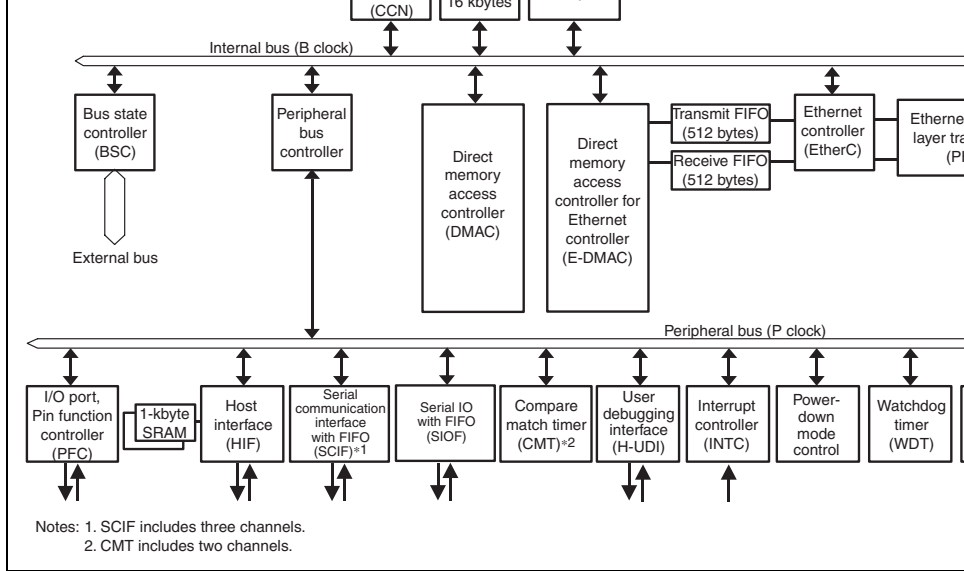 (CCN)
16 kbytes
Internal bus (B clock)
Bus state
controller
(BSC)
Peripheral
bus
controller
Direct
memory
access
controller
(DMAC)
Direct
memory
access
controller for
Ethernet
controller
(E-DMAC)
Transmit FIFO
(512 bytes)
Receive FIFO
(512 bytes)
Ethernet
controller
(EtherC)
layer
External bus
Peripheral bus (P clock)
I/O port,
Pin function
controller
(PFC)
1-kbyte
SRAM
Host
interface
(HIF)
Serial
communication
interface
with FIFO
(SCIF)*1
Serial IO
with FIFO
(SIOF)
Compare
match timer
(CMT)*2
User
debugging
interface
(H-UDI)
Interrupt
controller
(INTC)
Power-
down
mode
control
Watchdog
timer
(WDT)
Notes: 1. SCIF includes three channels.
2. CMT includes two channels.